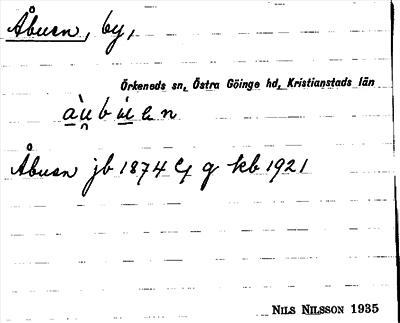 Åbuen, by,
Örkeneds sn, Östra Göinge hd, Kristianstads län
Åbuen jb 1874 kb 1921
NILS NILSSON 1935